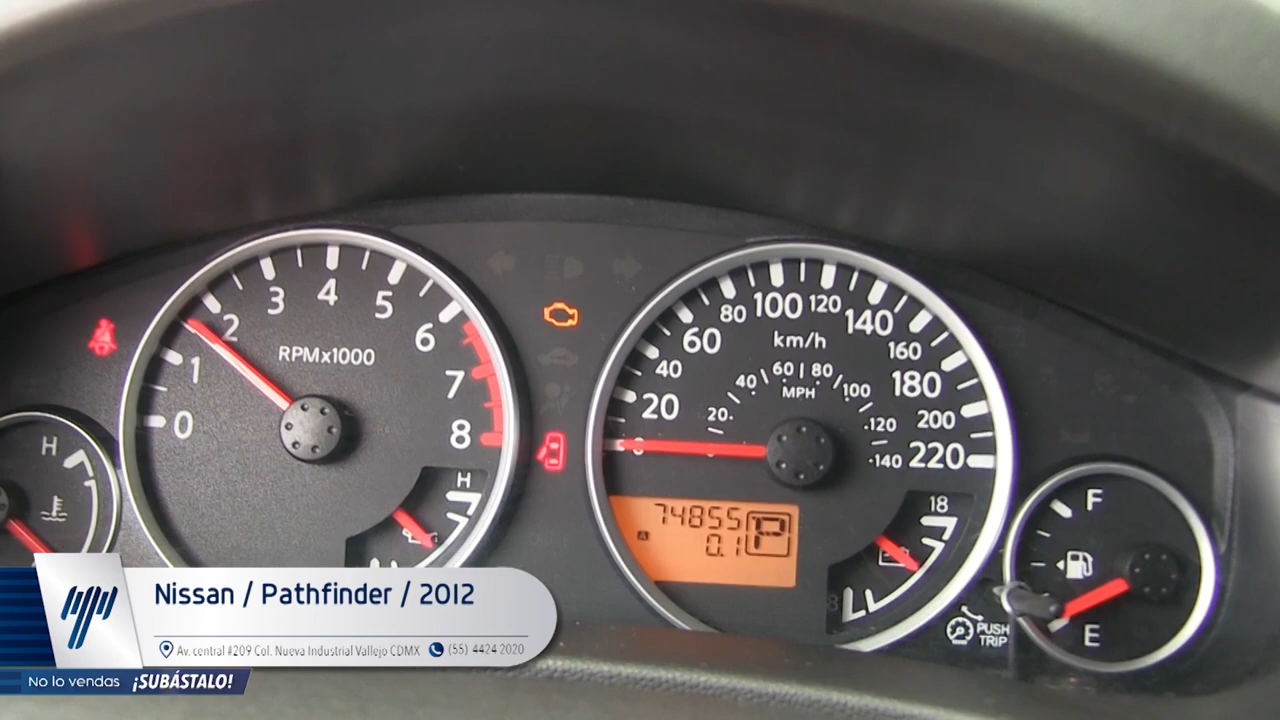 0
1
2
3
4
5
6
7
8
RPMx1000
H
H
0
20
40
60
80
100
120
140
160
180
200
220
km/h
20
40
60
80
100
120
140
MPH
74855
A
0.1
P
18
8
PUSH
TRIP
F
E
Nissan / Pathfinder / 2012
Av. central #209 Col. Nueva Industrial Vallejo CDMX (55) 4424 2020
No lo vendas ¡SUBÁSTALO!